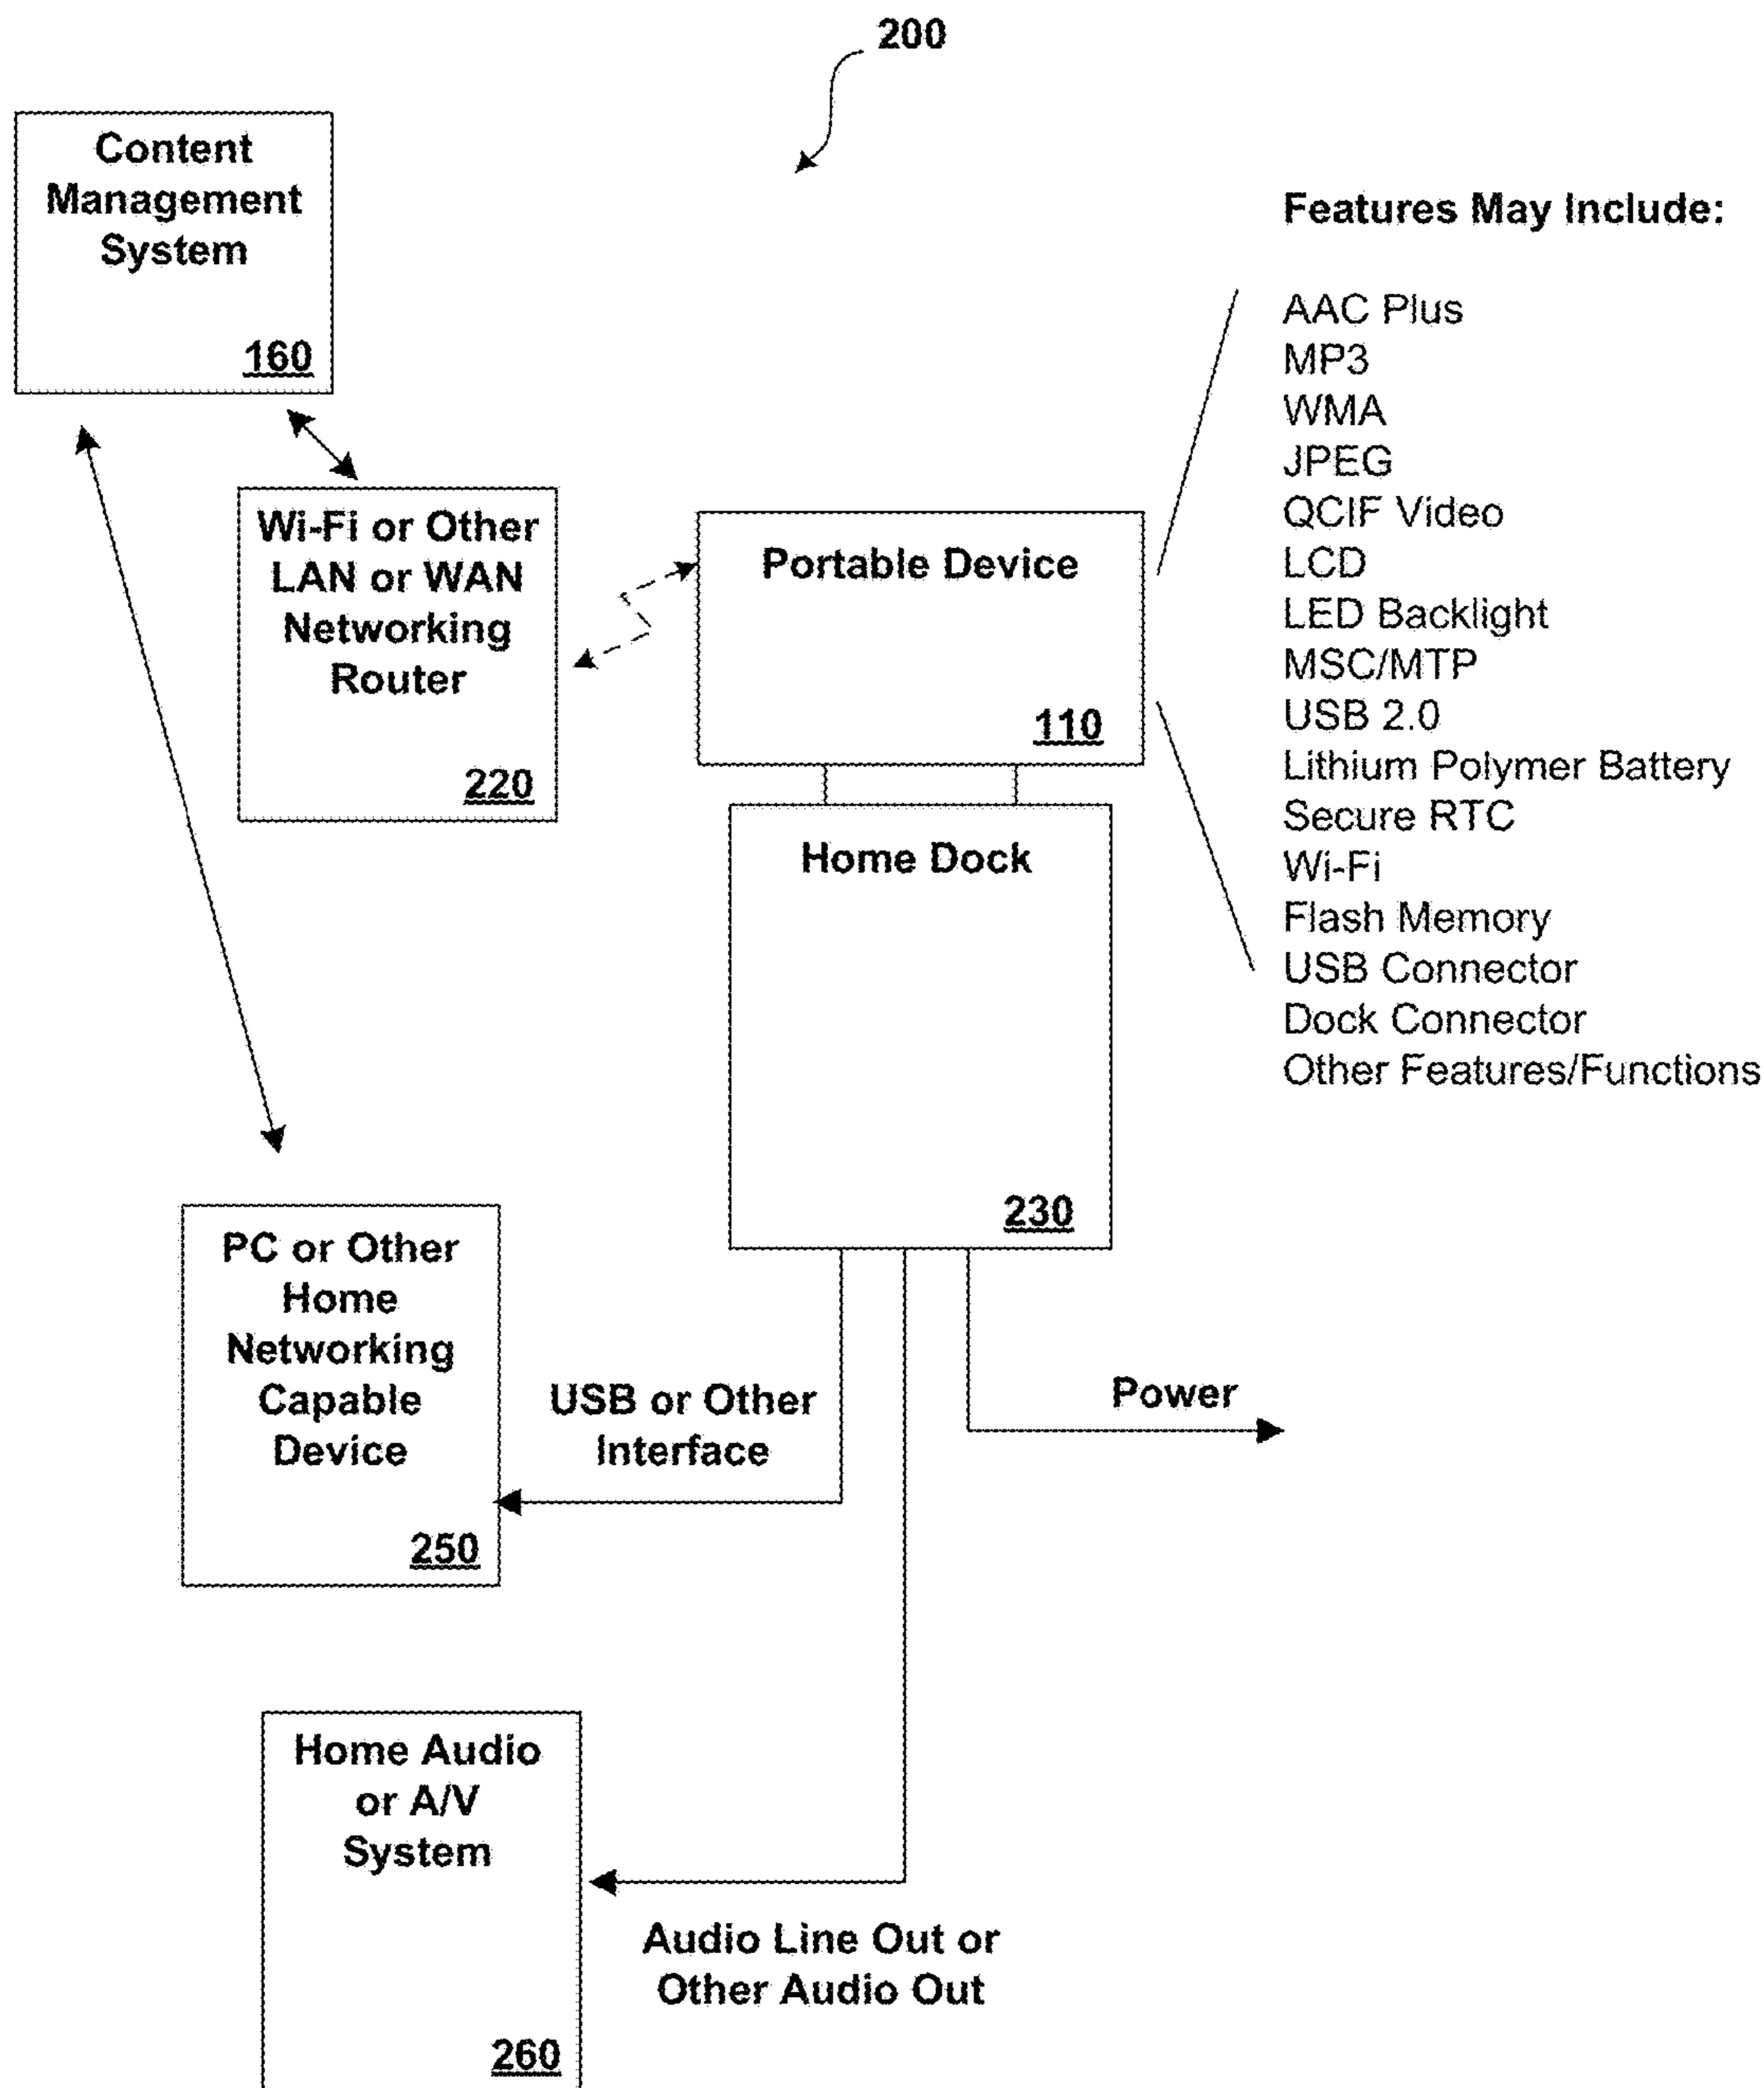 200
Content
Management
System
160
Features May Include:
AAC Plus
MP3
WMA
JPEG
QCIF Video
LCD
LED Backlight
MSC/MTP
USB 2.0
Lithium Polymer Battery
Secure RTC
Wi-Fi
Flash Memory
USB Connector
Dock Connector
Other Features/Functions
Wi-Fi or Other
LAN or WAN
Networking
Router
220
Portable Device
110
Home Dock
230
PC or Other
Home
Networking
Capable
Device
250
USB or Other
Interface
Power
Home Audio
or A/V
System
260
Audio Line Out or
Other Audio Out